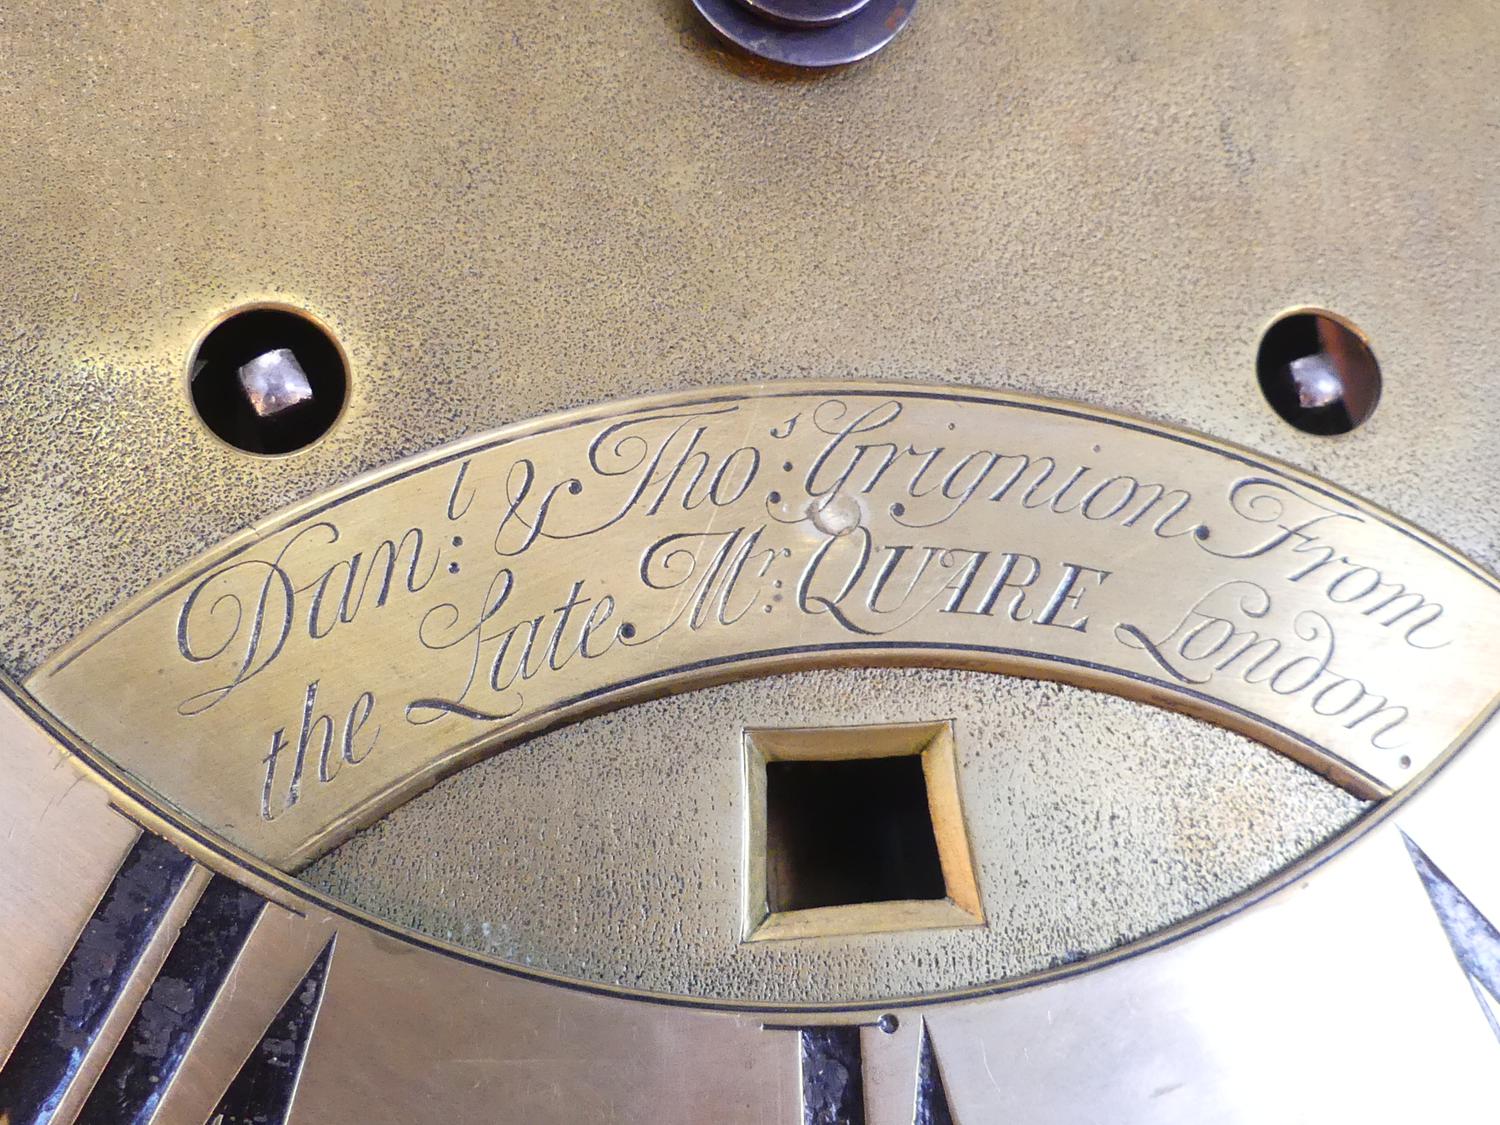 Dan:ˡ & Tho:ˢ Grignion From
the Late Mʳ: QUARE London.